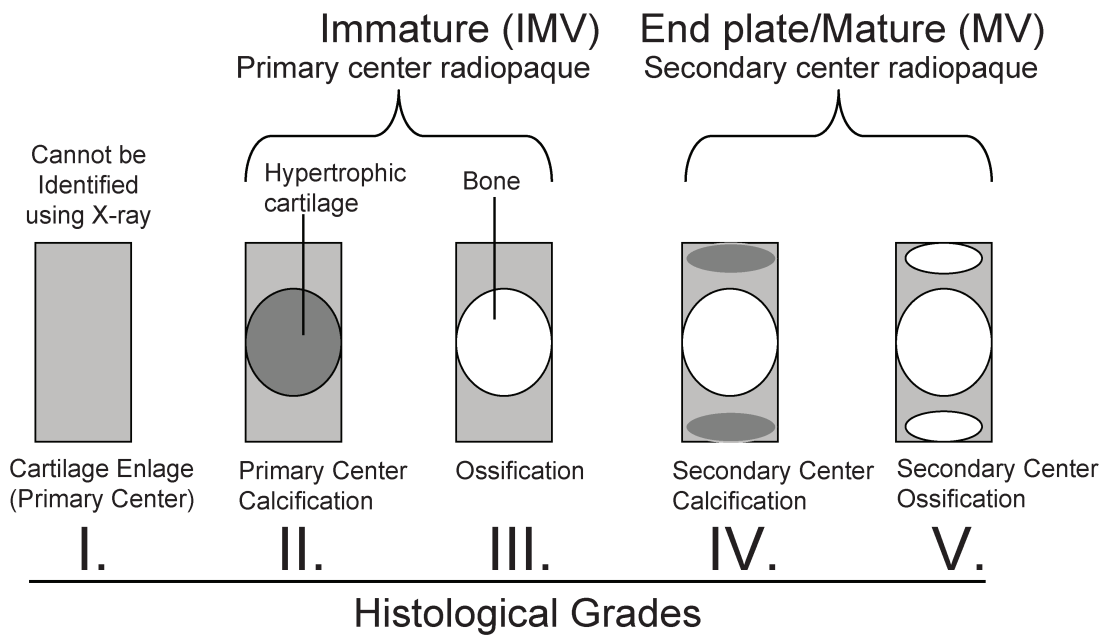 Immature (IMV)
Primary center radiopaque
End plate/Mature (MV)
Secondary center radiopaque
Cannot be
Identified
using X-ray
Hypertrophic
cartilage
Bone
Cartilage Enlage
(Primary Center)
Primary Center
Calcification
Ossification
Secondary Center
Calcification
Secondary Center
Ossification
I.
II.
III.
IV.
V.
Histological Grades